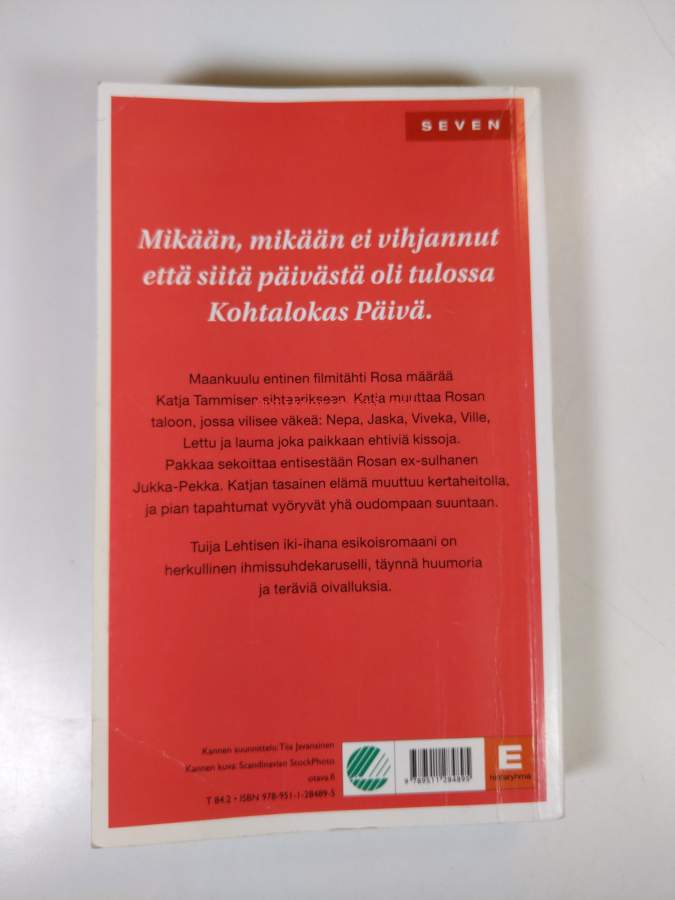 SEVEN
Mikään, mikään ei vihjannut
että siitä päivästä oli tulossa
Kohtalokas Päivä.
Maankuulu entinen filmitähti Rosa määrää
Katja Tammisen sihteerikseen. Katja muuttaa Rosan
taloon, jossa vilisee väkeä: Nepa, Jaska, Viveka, Ville,
Lettu ja lauma joka paikkaan ehtiviä kissoja.
Pakkaa sekoittaa entisestään Rosan ex-sulhanen
Jukka-Pekka. Katjan tasainen elämä muuttuu kertaheitolla,
ja pian tapahtumat vyöryvät yhä oudompaan suuntaan.
Tuija Lehtisen iki-ihana esikoisromaani on
herkullinen ihmissuhdekaruselli, täynnä huumoria
ja teräviä oivalluksia.
Kannen suunnittelu: Tiia Javanainen
Kannen kuva: Scandinavian StockPhoto
otava.fi
T 84.2 • ISBN 978-951-1-28489-5
9 789511 284895
E
hintaryhmä